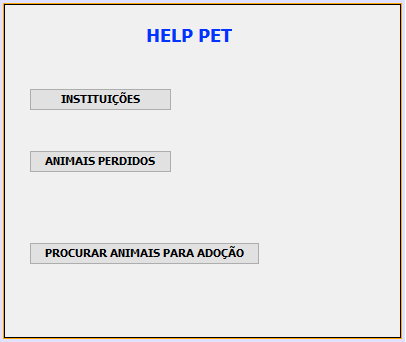 HELP PET
INSTITUIÇÕES
ANIMAIS PERDIDOS
PROCURAR ANIMAIS PARA ADOÇÃO